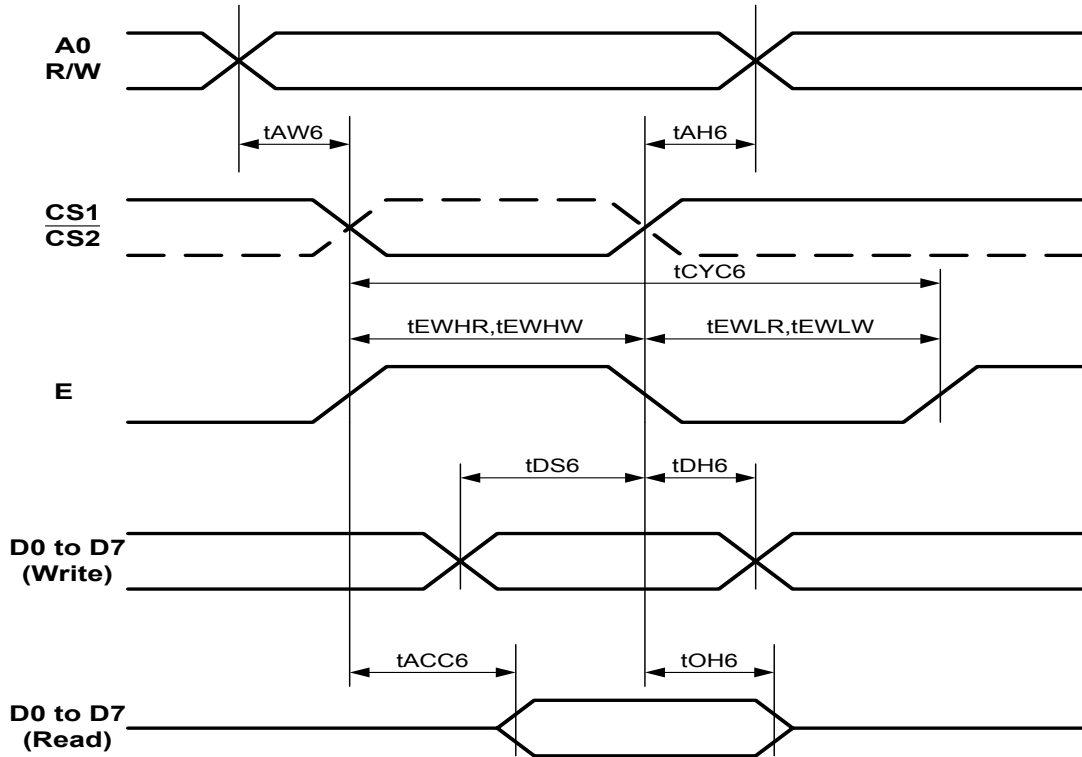 A0
R/W
tAW6
tAH6
CS1
CS2
tCYC6
tEWHR,tEWHW
tEWLR,tEWLW
E
tDS6
tDH6
D0 to D7
(Write)
tACC6
tOH6
D0 to D7
(Read)